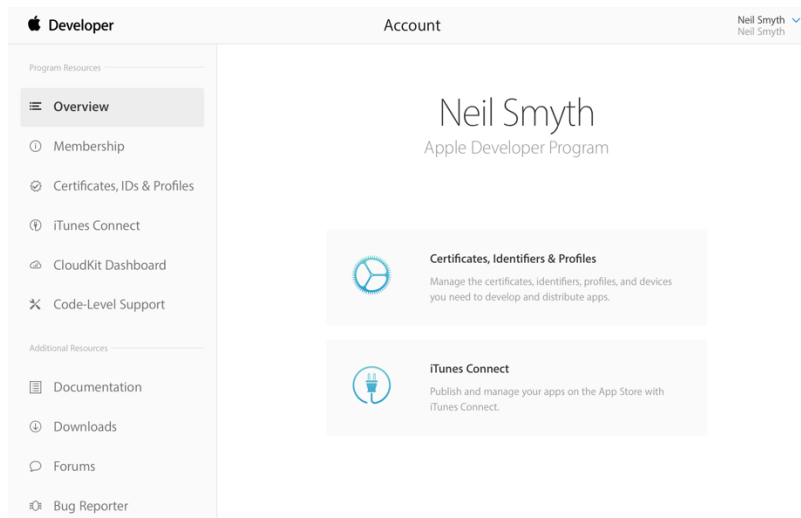 Developer
Account
Neil Smyth
Neil Smyth
Program Resources
Overview
Membership
Certificates, IDs & Profiles
iTunes Connect
CloudKit Dashboard
Code-Level Support
Additional Resources
Documentation
Downloads
Forums
Bug Reporter
Neil Smyth
Apple Developer Program
Certificates, Identifiers & Profiles
Manage the certificates, identifiers, profiles, and devices
you need to develop and distribute apps.
iTunes Connect
Publish and manage your apps on the App Store with
iTunes Connect.